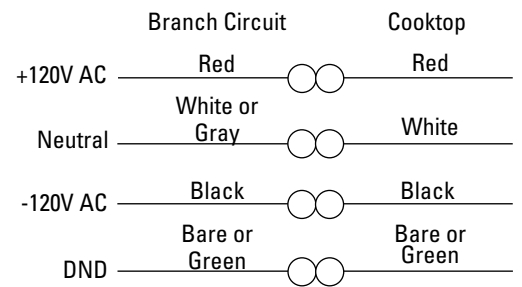 Branch Circuit Cooktop
+120V AC Red Red
White or
Neutral Gray White
-120V AC Black Black
Bare or Bare or
DND Green Green